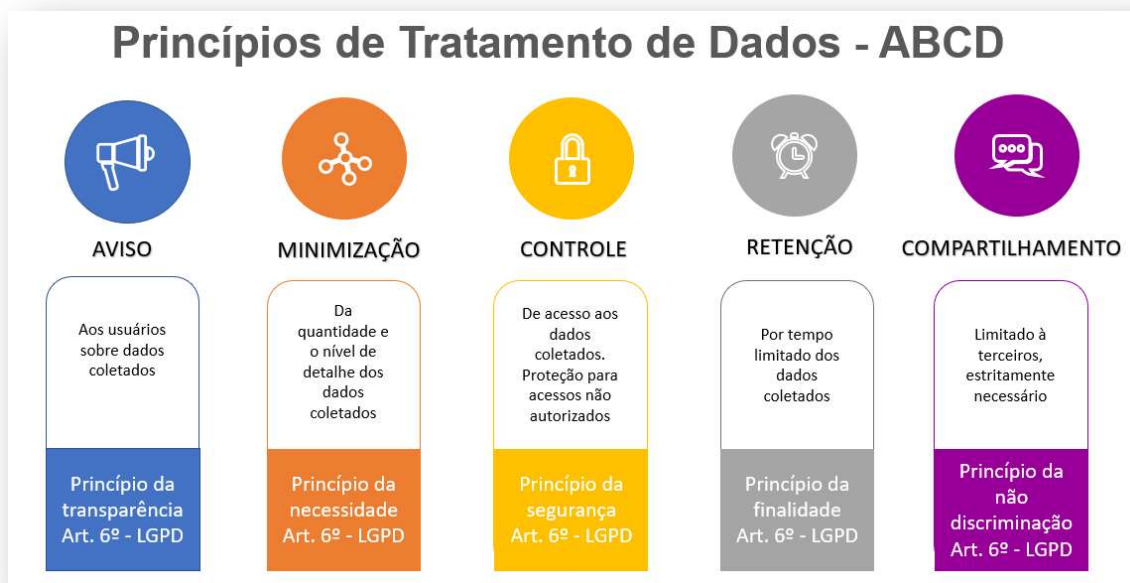 Princípios de Tratamento de Dados - ABCD
AVISO
Aos usuários
sobre dados
coletados
Princípio da
transparência
Art. 6º - LGPD
MINIMIZAÇÃO
Da
quantidade e
o nível de
detalhe dos
dados
coletados
Princípio da
necessidade
Art. 6º - LGPD
CONTROLE
De acesso aos
dados
coletados.
Proteção para
acessos não
autorizados
Princípio da
segurança
Art. 6º - LGPD
RETENÇÃO
Por tempo
limitado dos
dados
coletados
Princípio da
finalidade
Art. 6º - LGPD
COMPARTILHAMENTO
Limitado à
terceiros,
estritamente
necessário
Princípio da
não
discriminação
Art. 6º - LGPD